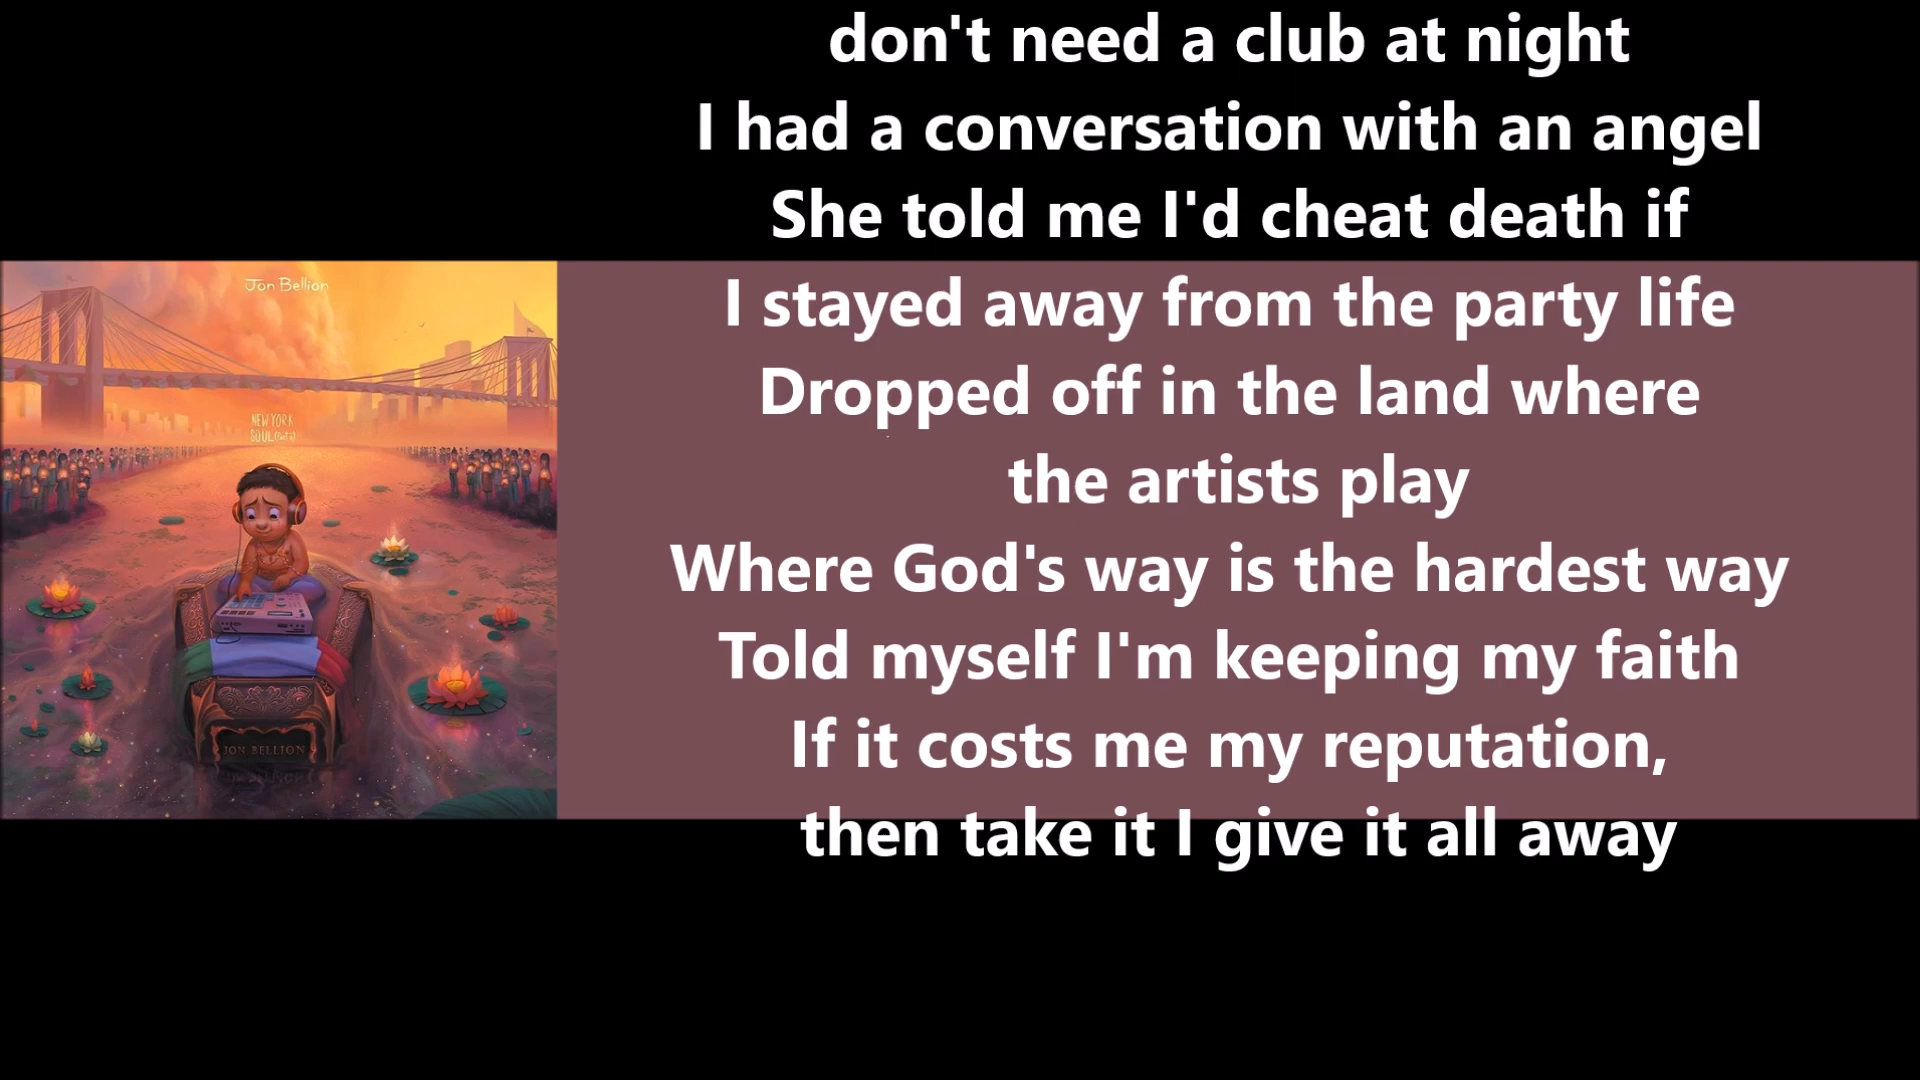 don't need a club at night
I had a conversation with an angel
She told me I'd cheat death if
I stayed away from the party life
Dropped off in the land where
the artists play
Where God's way is the hardest way
Told myself I'm keeping my faith
If it costs me my reputation,
then take it I give it all away
Jon Bellion
NEW YORK
SOUL
JON BELLION